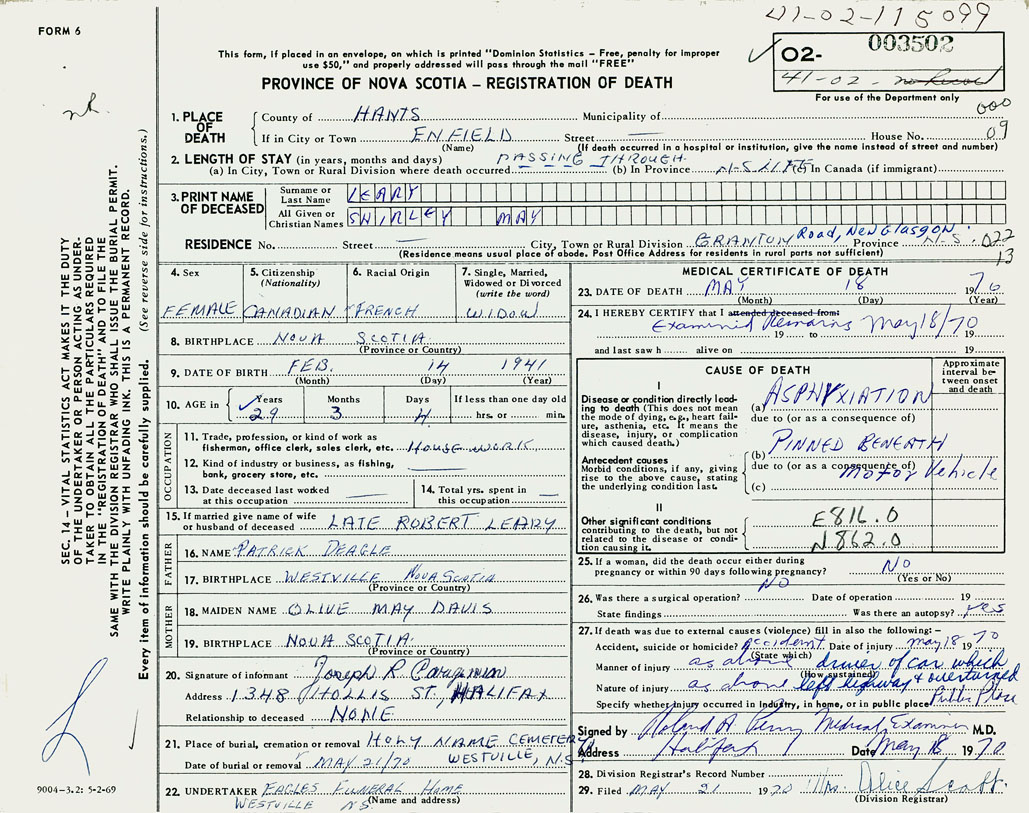 41-02-115099
FORM 6
This form, if placed in an envelope, on which is printed "Dominion Statistics – Free, penalty for improper
use $50," and properly addressed will pass through the mail "FREE"
PROVINCE OF NOVA SCOTIA – REGISTRATION OF DEATH
O2- 003502
41-02-
For use of the Department only
000
09
1. PLACE OF DEATH
County of HANTS Municipality of
If in City or Town ENFIELD Street — House No.
(Name) (If death occurred in a hospital or institution, give the name instead of street and number)
2. LENGTH OF STAY (in years, months and days) PASSING THROUGH
(a) In City, Town or Rural Division where death occurred (b) In Province N.S. LIFE In Canada (if immigrant)
3. PRINT NAME OF DECEASED
Surname or Last Name LEARY
All Given or Christian Names SHIRLEY MAY
RESIDENCE No. Street — City, Town or Rural Division GRANTON Road, New Glasgow Province N.S. 022
13
(Residence means usual place of abode. Post Office Address for residents in rural parts not sufficient)
4. Sex FEMALE
5. Citizenship (Nationality) CANADIAN
6. Racial Origin FRENCH
7. Single, Married, Widowed or Divorced (write the word) WIDOW
8. BIRTHPLACE NOVA SCOTIA
(Province or Country)
9. DATE OF BIRTH FEB. 14 1941
(Month) (Day) (Year)
10. AGE in Years 29 Months 3 Days 4 If less than one day old hrs. or min.
OCCUPATION
11. Trade, profession, or kind of work as
fisherman, office clerk, sales clerk, etc. HOUSE WORK
12. Kind of industry or business, as fishing,
bank, grocery store, etc. —
13. Date deceased last worked
at this occupation —
14. Total yrs. spent in
this occupation —
15. If married give name of wife
or husband of deceased LATE ROBERT LEARY
FATHER
16. NAME PATRICK DEAGLE
17. BIRTHPLACE WESTVILLE NOVA SCOTIA
(Province or Country)
MOTHER
18. MAIDEN NAME OLIVE MAY DAVIS
19. BIRTHPLACE NOVA SCOTIA
(Province or Country)
20. Signature of informant Joseph R
Address 1348 HOLLIS ST, HALIFAX
Relationship to deceased NONE
21. Place of burial, cremation or removal HOLY NAME CEMETERY
WESTVILLE, N.S.
Date of burial or removal MAY 21/70
22. UNDERTAKER EAGLES FUNERAL HOME
(Name and address)
WESTVILLE N.S.
MEDICAL CERTIFICATE OF DEATH
23. DATE OF DEATH MAY 18 1970
(Month) (Day) (Year)
24. I HEREBY CERTIFY that I attended deceased from:
Examined Remains May 18/70
19 to 19
and last saw h alive on 19
CAUSE OF DEATH
Approximate interval between onset and death
I
Disease or condition directly leading to death (This does not mean the mode of dying, e.g., heart failure, asthenia, etc. It means the disease, injury, or complication which caused death.)
(a) ASPHYXIATION
due to (or as a consequence of)
Antecedent causes
Morbid conditions, if any, giving rise to the above cause, stating the underlying condition last.
(b) PINNED BENEATH
due to (or as a consequence of)
Motor Vehicle
(c)
II
Other significant conditions contributing to the death, but not related to the disease or condition causing it.
E816.0
N862.0
25. If a woman, did the death occur either during
pregnancy or within 90 days following pregnancy? NO
(Yes or No)
26. Was there a surgical operation? NO Date of operation 19
State findings Was there an autopsy? yes
27. If death was due to external causes (violence) fill in also the following: –
Accident, suicide or homicide? accident Date of injury may 18 1970
(State which)
Manner of injury as above driver of car which
(How sustained)
Nature of injury as above left highway & overturned
Specify whether injury occurred in Industry, in home, or in public place Public Place
Signed by Roland A Perry Medical Examiner M.D.
Address Halifax Date May 18 1970
28. Division Registrar's Record Number
29. Filed MAY 21 1970 Mrs. Alice Scott
(Division Registrar)
SEC. 14 – VITAL STATISTICS ACT MAKES IT THE DUTY
OF THE UNDERTAKER OR PERSON ACTING AS UNDER-
TAKER TO OBTAIN ALL THE PARTICULARS REQUIRED
IN THE "REGISTRATION OF DEATH" AND TO FILE THE
SAME WITH THE DIVISION REGISTRAR WHO SHALL ISSUE THE BURIAL PERMIT.
WRITE PLAINLY WITH UNFADING INK. THIS IS A PERMANENT RECORD.
Every item of information should be carefully supplied. (See reverse side for instructions.)
9004-3.2: 5-2-69